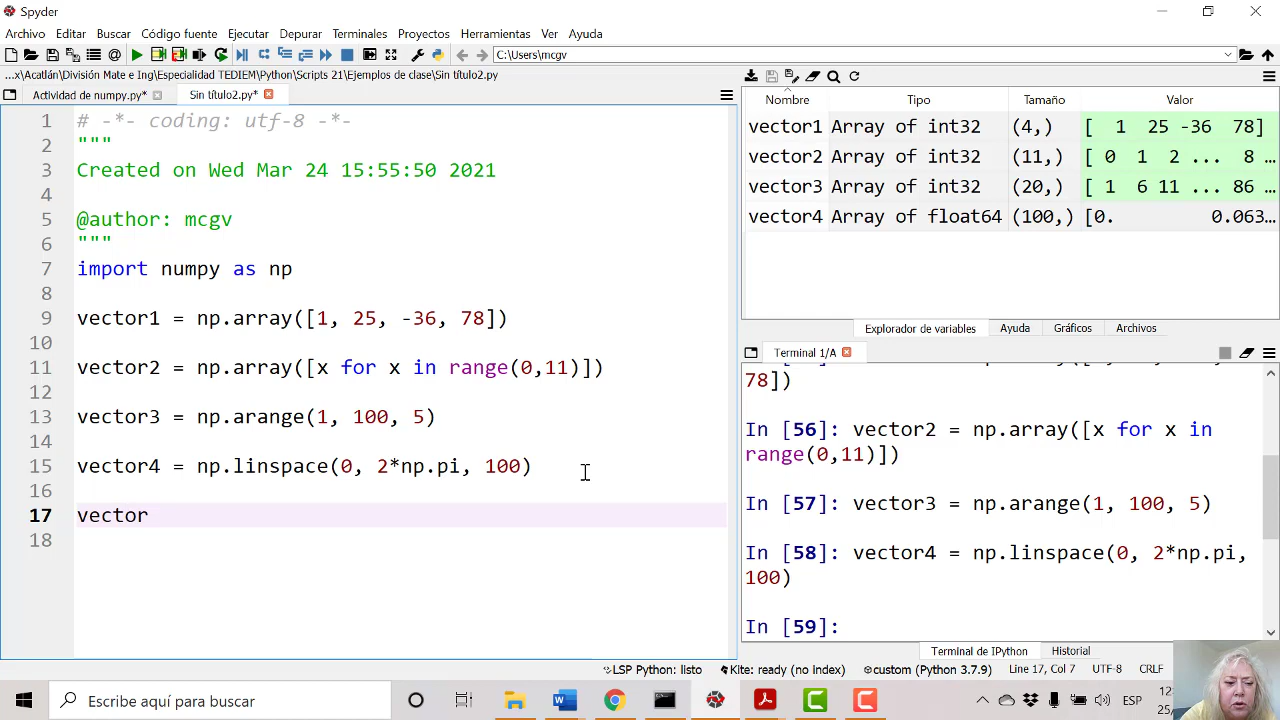 Spyder
Archivo Editar Buscar Código fuente Ejecutar Depurar Terminales Proyectos Herramientas Ver Ayuda
C:\Users\mcgv
...x\Acatlán\División Mate e Ing\Especialidad TEDIEM\Python\Scripts 21\Ejemplos de clase\Sin título2.py
Actividad de numpy.py* Sin título2.py*
1 # -*- coding: utf-8 -*-
2 """
3 Created on Wed Mar 24 15:55:50 2021
4
5 @author: mcgv
6 """
7 import numpy as np
8
9 vector1 = np.array([1, 25, -36, 78])
10
11 vector2 = np.array([x for x in range(0,11)])
12
13 vector3 = np.arange(1, 100, 5)
14
15 vector4 = np.linspace(0, 2*np.pi, 100)
16
17 vector
18
Nombre Tipo Tamaño Valor
vector1 Array of int32 (4,) [ 1 25 -36 78]
vector2 Array of int32 (11,) [ 0 1 2 ... 8 ...
vector3 Array of int32 (20,) [ 1 6 11 ... 86 ...
vector4 Array of float64 (100,) [0. 0.063...
Explorador de variables Ayuda Gráficos Archivos
Terminal 1/A
78])
In [56]: vector2 = np.array([x for x in
range(0,11)])
In [57]: vector3 = np.arange(1, 100, 5)
In [58]: vector4 = np.linspace(0, 2*np.pi,
100)
In [59]:
Terminal de IPython Historial
LSP Python: listo Kite: ready (no index) custom (Python 3.7.9) Line 17, Col 7 UTF-8 CRLF
Escribe aquí para buscar
ESP